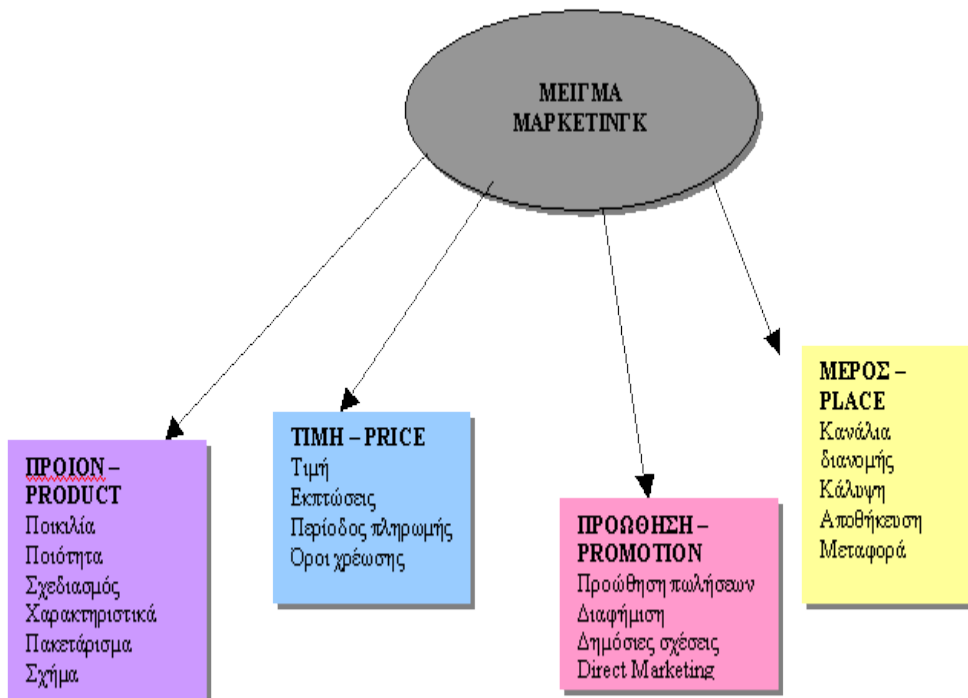 ΜΕΙΓΜΑ
ΜΑΡΚΕΤΙΝΓΚ
ΠΡΟΙΟΝ –
PRODUCT
Ποικιλία
Ποιότητα
Σχεδιασμός
Χαρακτηριστικά
Πακετάρισμα
Σχήμα
ΤΙΜΗ – PRICE
Τιμή
Εκπτώσεις
Περίοδος πληρωμής
Όροι χρέωσης
ΠΡΟΩΘΗΣΗ –
PROMOTION
Προώθηση πωλήσεων
Διαφήμιση
Δημόσιες σχέσεις
Direct Marketing
ΜΕΡΟΣ –
PLACE
Κανάλια
διανομής
Κάλυψη
Αποθήκευση
Μεταφορά